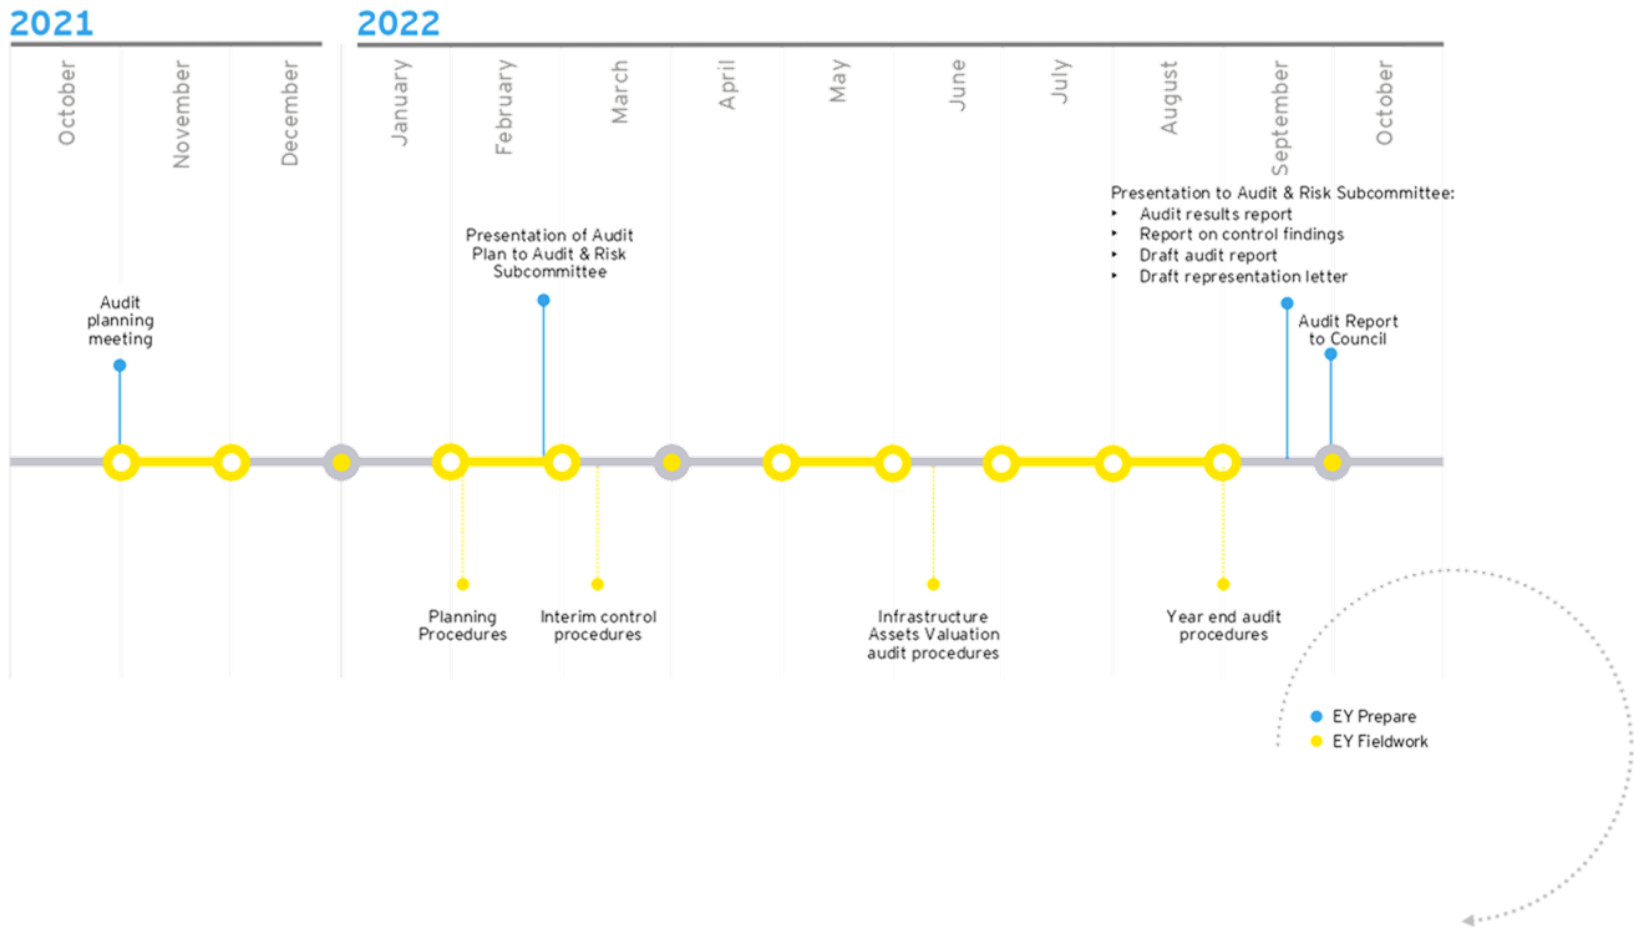 2021
2022
October
November
December
January
February
March
April
May
June
July
August
September
October
Presentation to Audit & Risk Subcommittee:
‣ Audit results report
‣ Report on control findings
‣ Draft audit report
‣ Draft representation letter
Presentation of Audit
Plan to Audit & Risk
Subcommittee
Audit
planning
meeting
Audit Report
to Council
Planning
Procedures
Interim control
procedures
Infrastructure
Assets Valuation
audit procedures
Year end audit
procedures
EY Prepare
EY Fieldwork